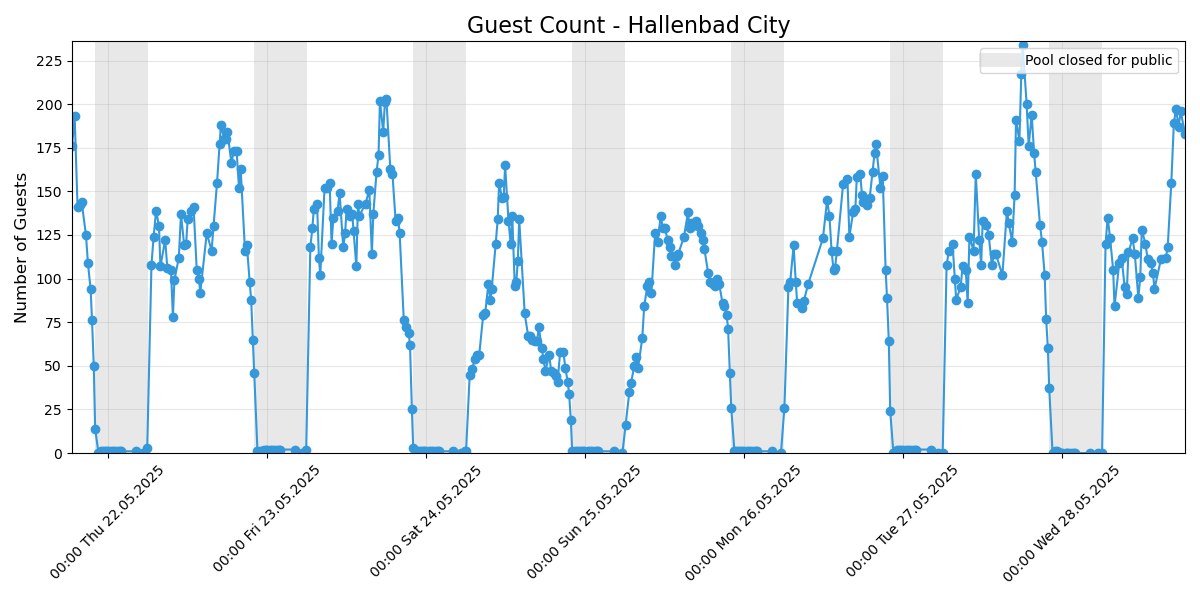 Guest Count - Hallenbad City
Pool closed for public
Number of Guests
225
200
175
150
125
100
75
50
25
0
00:00 Thu 22.05.2025
00:00 Fri 23.05.2025
00:00 Sat 24.05.2025
00:00 Sun 25.05.2025
00:00 Mon 26.05.2025
00:00 Tue 27.05.2025
00:00 Wed 28.05.2025